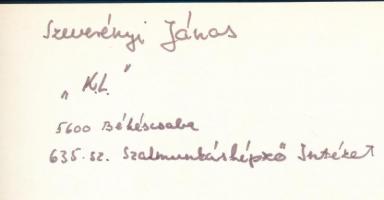 Szeverényi János
"K.L."
5600 Békéscsaba
635.sz. Szakmunkásképző Intézet